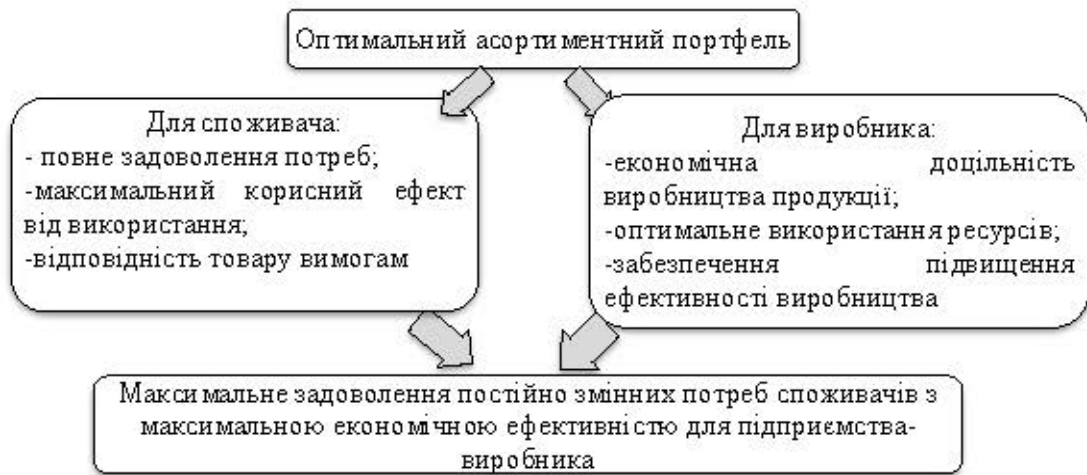 Оптимальний асортиментний портфель
Для споживача:
- повне задоволення потреб;
-максимальний корисний ефект
від використання;
-відповідність товару вимогам
Для виробника:
-економічна доцільність
виробництва продукції;
-оптимальне використання ресурсів;
-забезпечення підвищення
ефективності виробництва
Максимальне задоволення постійно змінних потреб споживачів з
максимальною економічною ефективністю для підприємства-
виробника